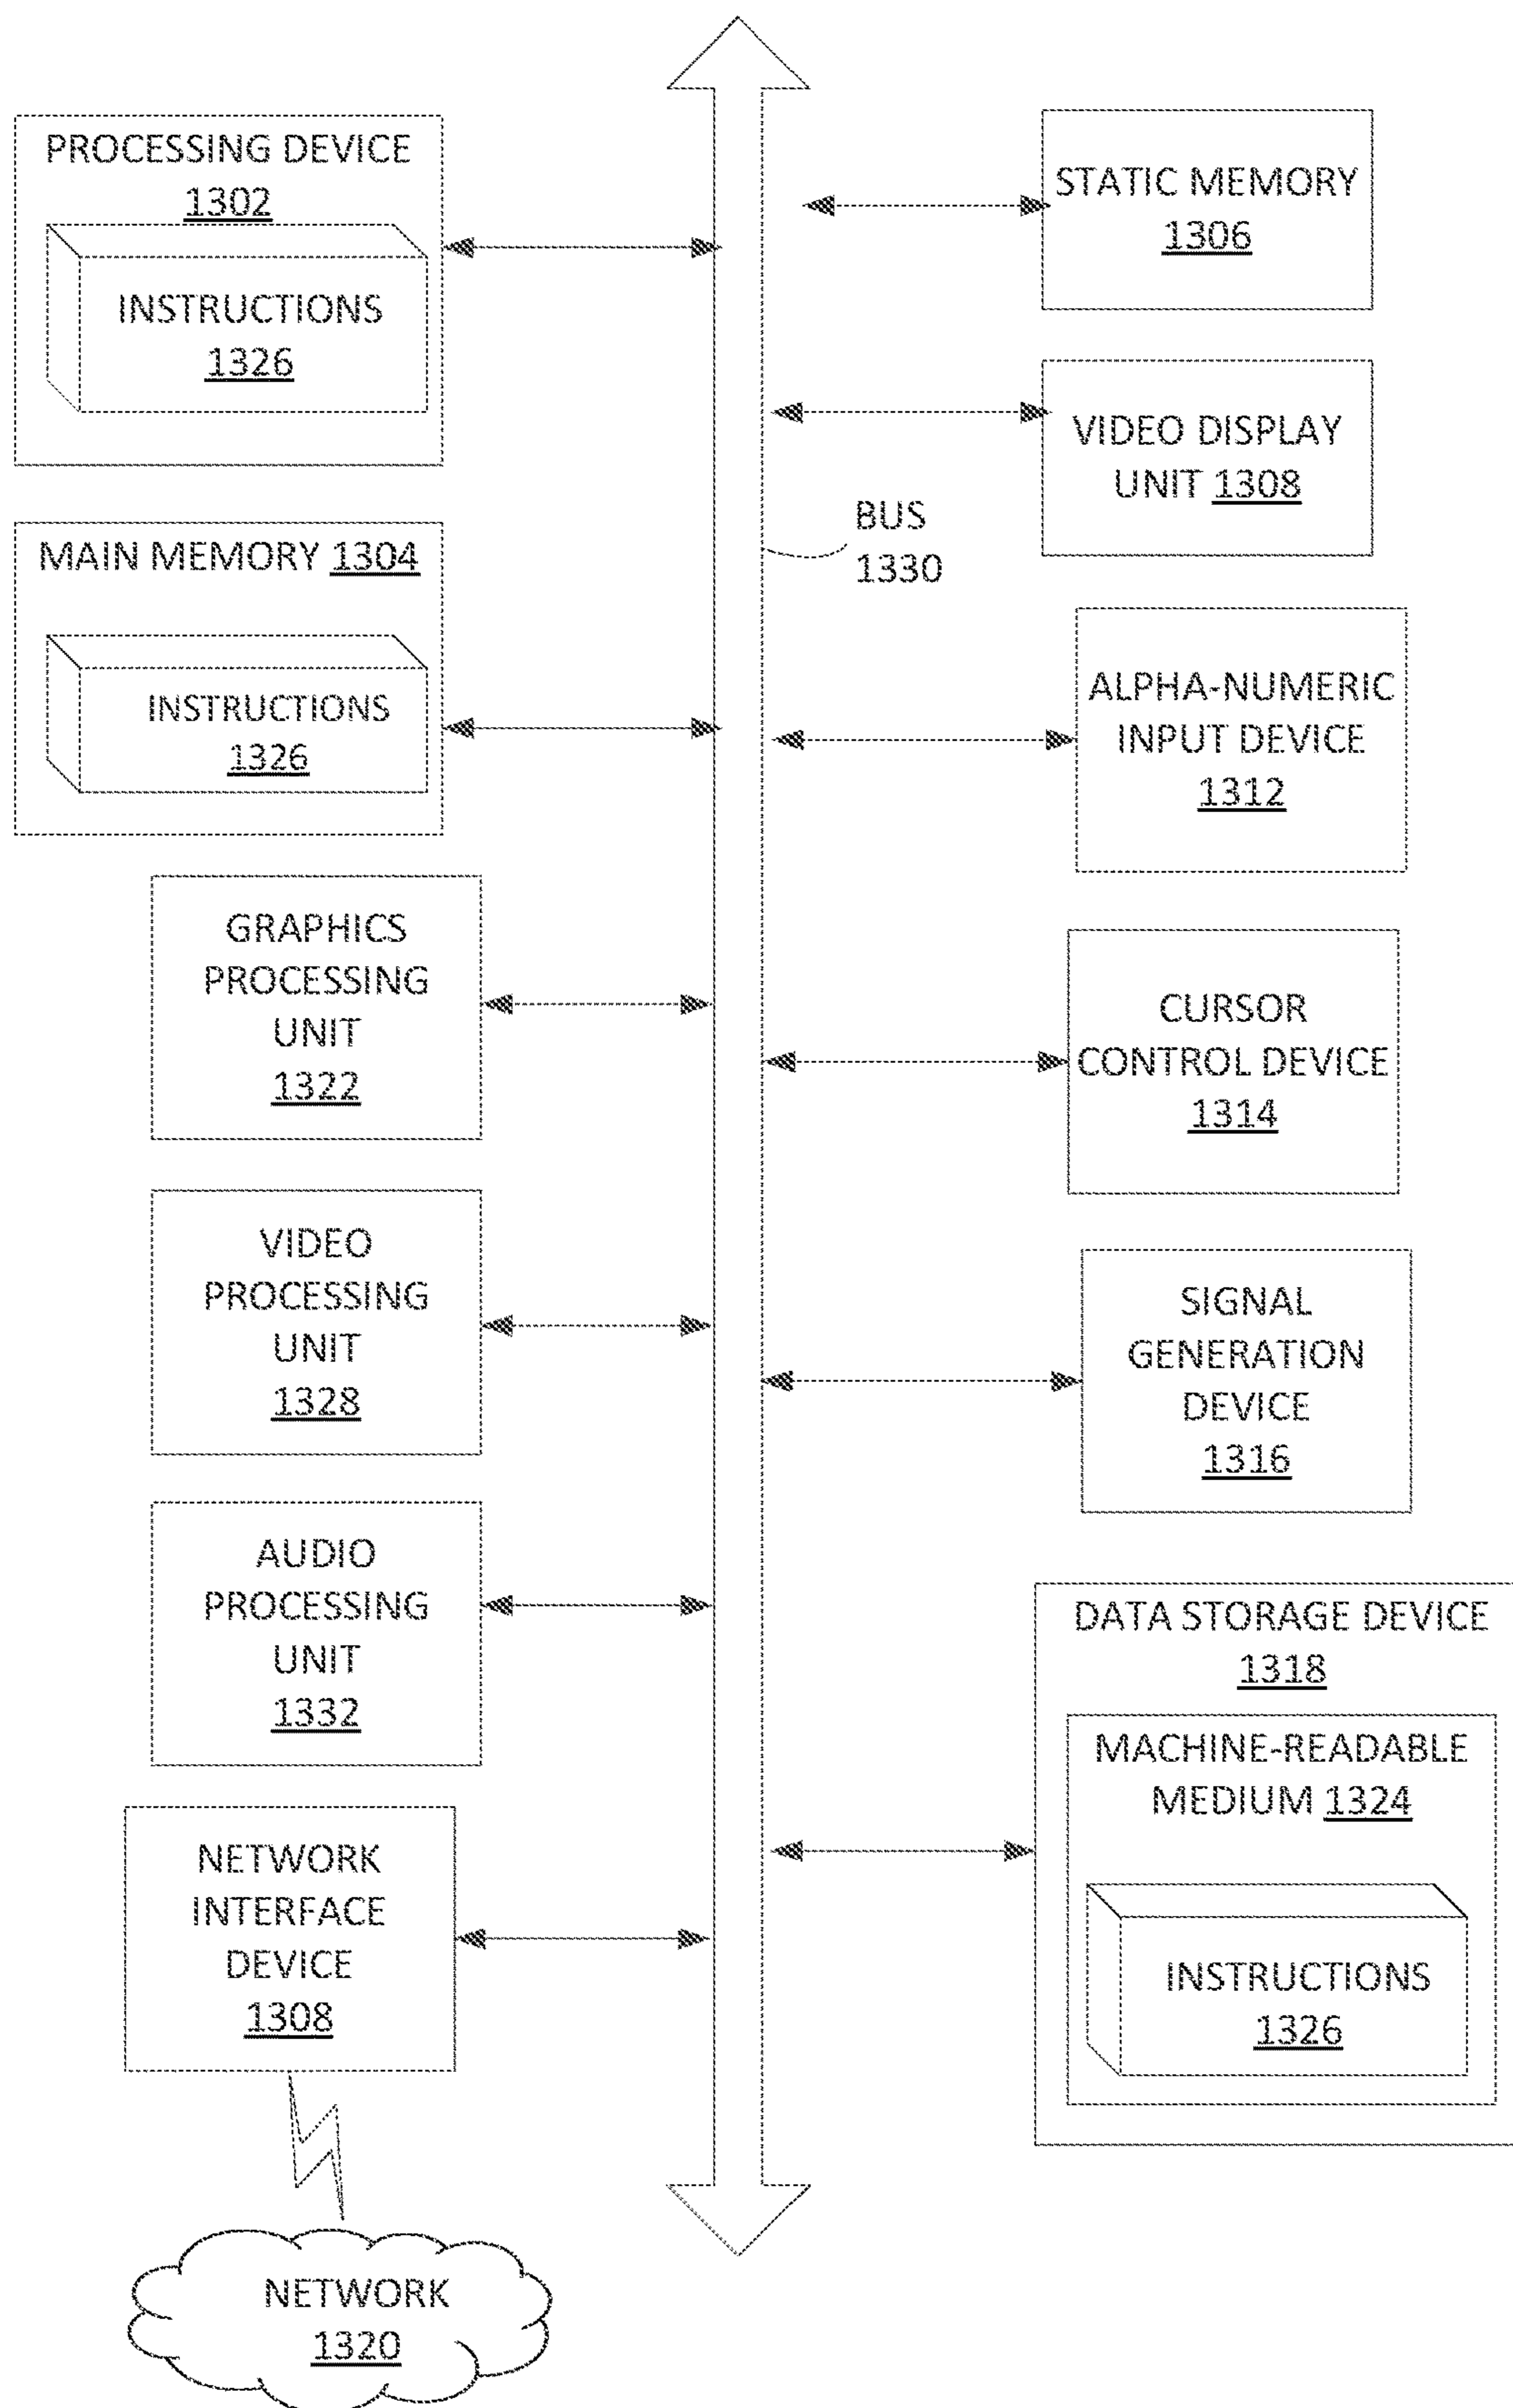 PROCESSING DEVICE
1302
INSTRUCTIONS
1326
MAIN MEMORY 1304
INSTRUCTIONS
1326
GRAPHICS
PROCESSING
UNIT
1322
VIDEO
PROCESSING
UNIT
1328
AUDIO
PROCESSING
UNIT
1332
NETWORK
INTERFACE
DEVICE
1308
NETWORK
1320
BUS
1330
STATIC MEMORY
1306
VIDEO DISPLAY
UNIT 1308
ALPHA-NUMERIC
INPUT DEVICE
1312
CURSOR
CONTROL DEVICE
1314
SIGNAL
GENERATION
DEVICE
1316
DATA STORAGE DEVICE
1318
MACHINE-READABLE
MEDIUM 1324
INSTRUCTIONS
1326